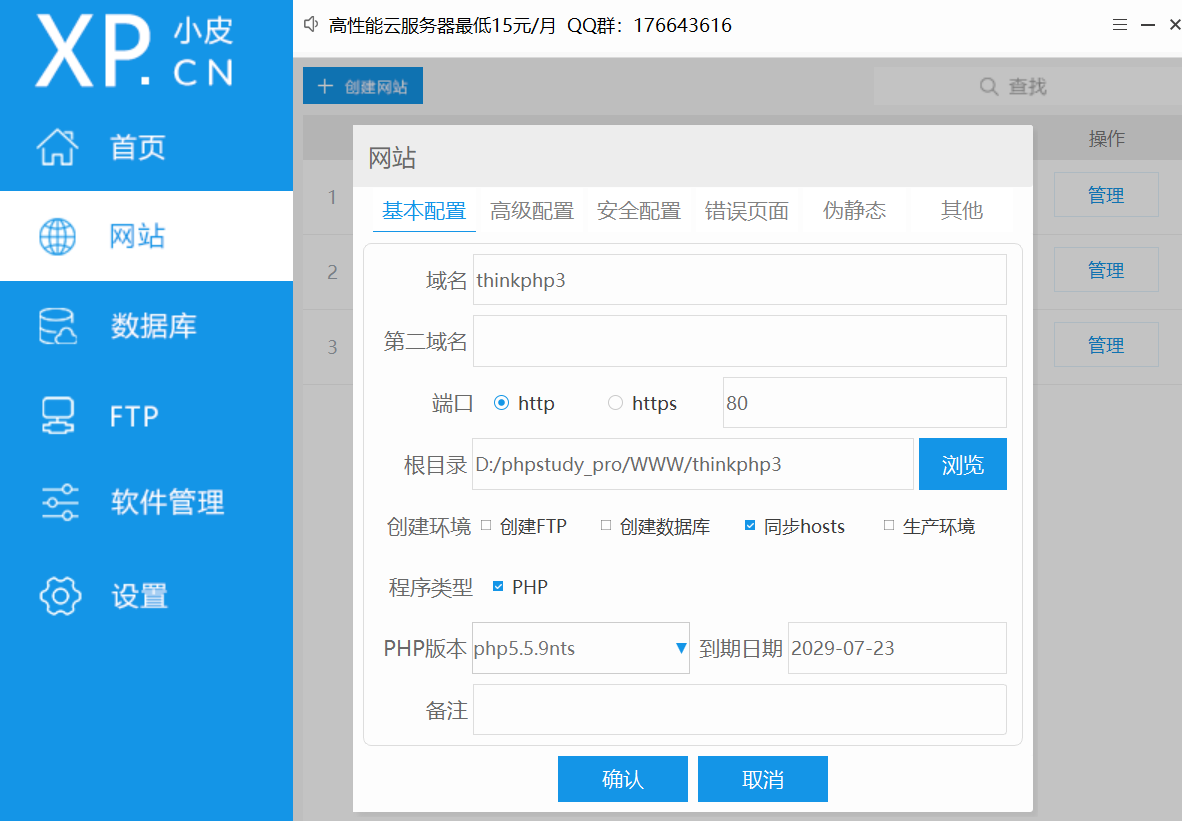 XP. 小皮 CN
高性能云服务器最低15元/月 QQ群：176643616
首页
网站
数据库
FTP
软件管理
设置
创建网站
查找
操作
1 管理
2 管理
3 管理
网站
基本配置 高级配置 安全配置 错误页面 伪静态 其他
域名 thinkphp3
第二域名
端口 http https 80
根目录 D:/phpstudy_pro/WWW/thinkphp3 浏览
创建环境 创建FTP 创建数据库 同步hosts 生产环境
程序类型 PHP
PHP版本 php5.5.9nts 到期日期 2029-07-23
备注
确认 取消